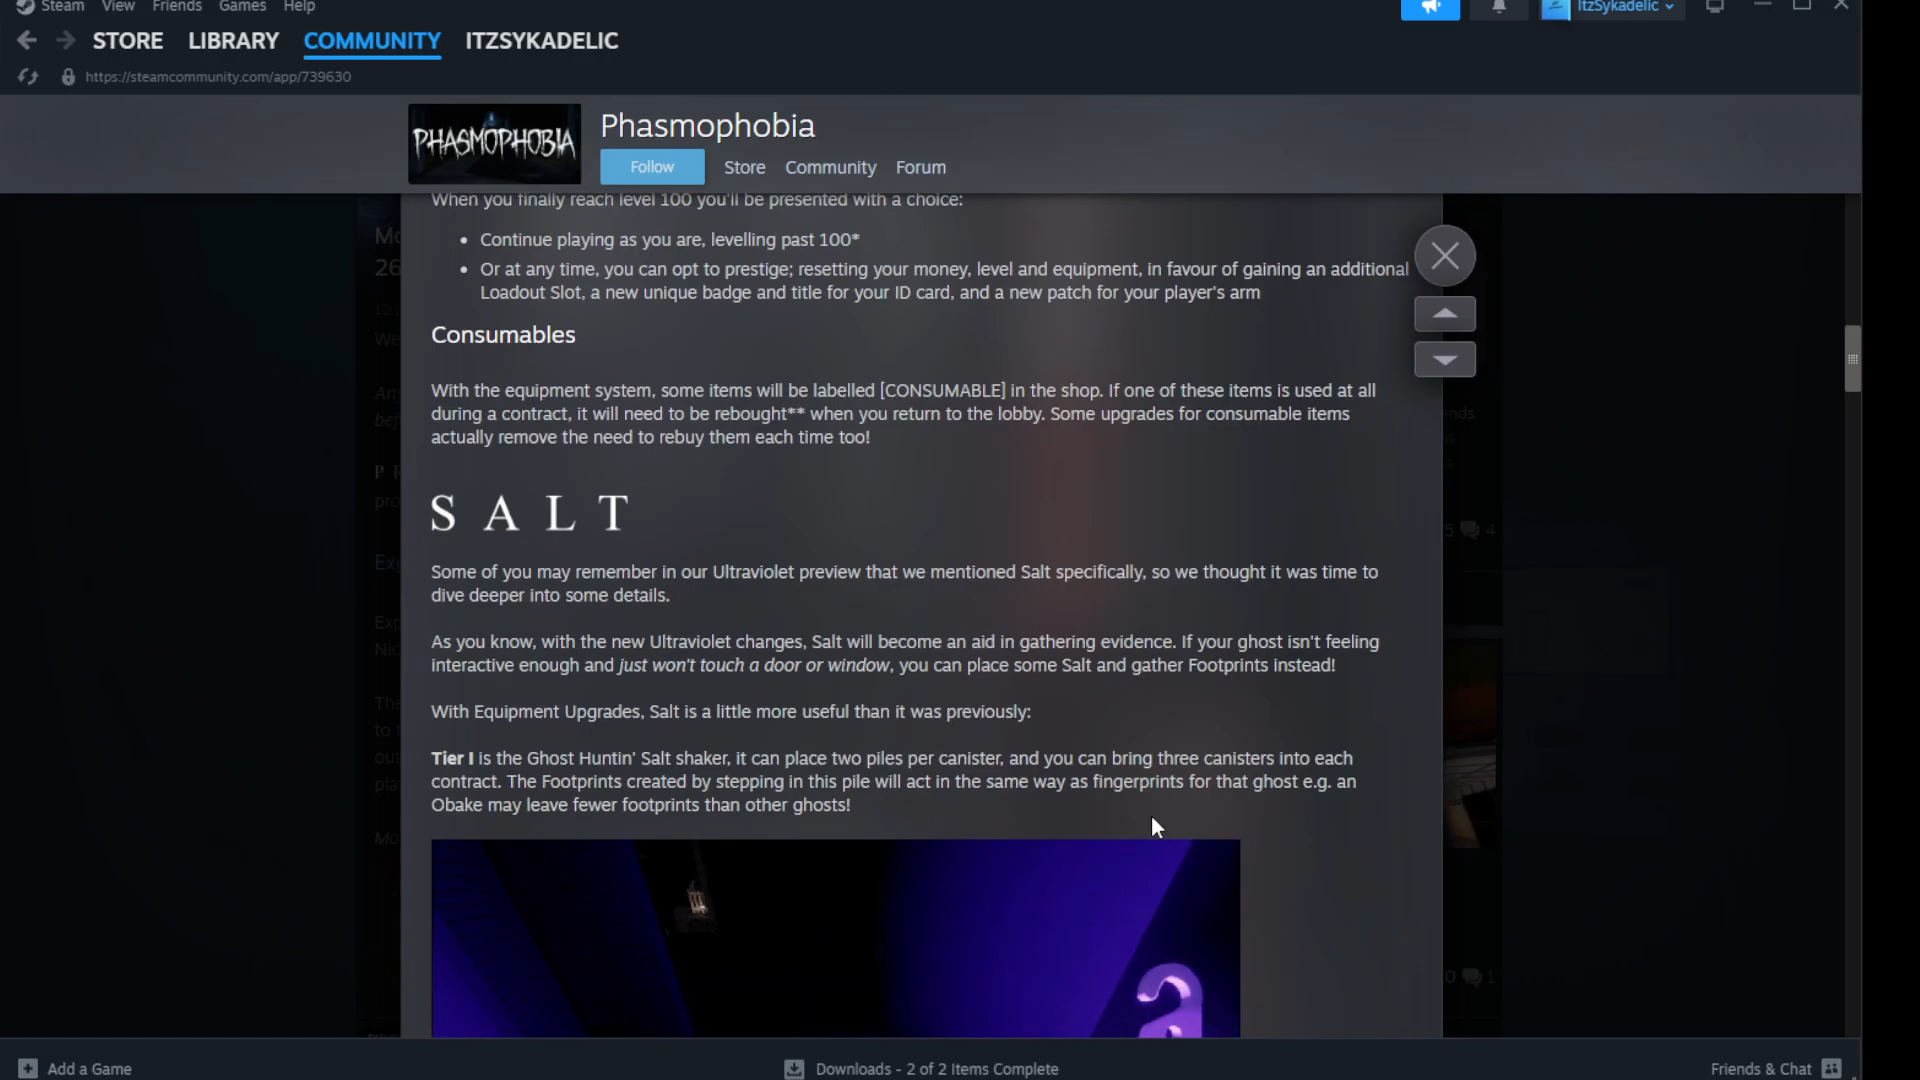 Steam View Friends Games Help
ItzSykadelic
STORE LIBRARY COMMUNITY ITZSYKADELIC
https://steamcommunity.com/app/739630
PHASMOPHOBIA
Phasmophobia
Follow Store Community Forum
When you finally reach level 100 you'll be presented with a choice:
• Continue playing as you are, levelling past 100*
• Or at any time, you can opt to prestige; resetting your money, level and equipment, in favour of gaining an additional
Loadout Slot, a new unique badge and title for your ID card, and a new patch for your player's arm
Consumables
With the equipment system, some items will be labelled [CONSUMABLE] in the shop. If one of these items is used at all
during a contract, it will need to be rebought** when you return to the lobby. Some upgrades for consumable items
actually remove the need to rebuy them each time too!
S A L T
Some of you may remember in our Ultraviolet preview that we mentioned Salt specifically, so we thought it was time to
dive deeper into some details.
As you know, with the new Ultraviolet changes, Salt will become an aid in gathering evidence. If your ghost isn't feeling
interactive enough and just won't touch a door or window, you can place some Salt and gather Footprints instead!
With Equipment Upgrades, Salt is a little more useful than it was previously:
Tier I is the Ghost Huntin' Salt shaker, it can place two piles per canister, and you can bring three canisters into each
contract. The Footprints created by stepping in this pile will act in the same way as fingerprints for that ghost e.g. an
Obake may leave fewer footprints than other ghosts!
Add a Game
Downloads - 2 of 2 Items Complete
Friends & Chat